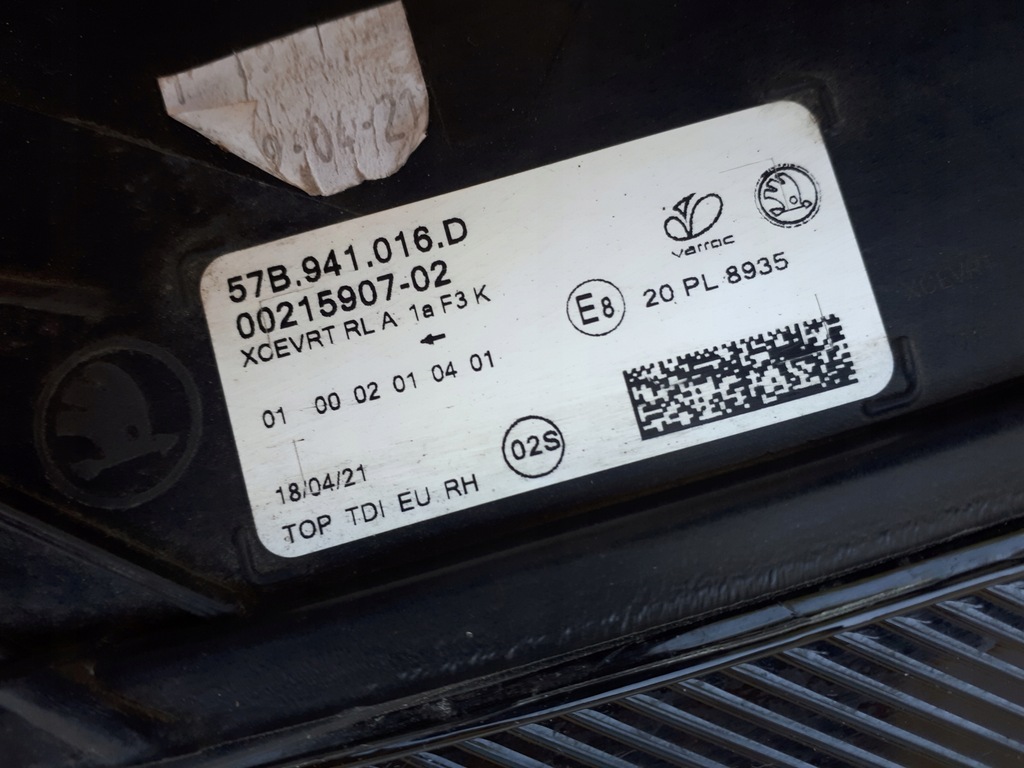 9-04-21
57B.941.016.D
00215907-02
XCEVRT RL A 1a F3 K
01 00 02 01 04 01
18/04/21
TOP TDI EU RH
02S
varroc
E8 20 PL 8935